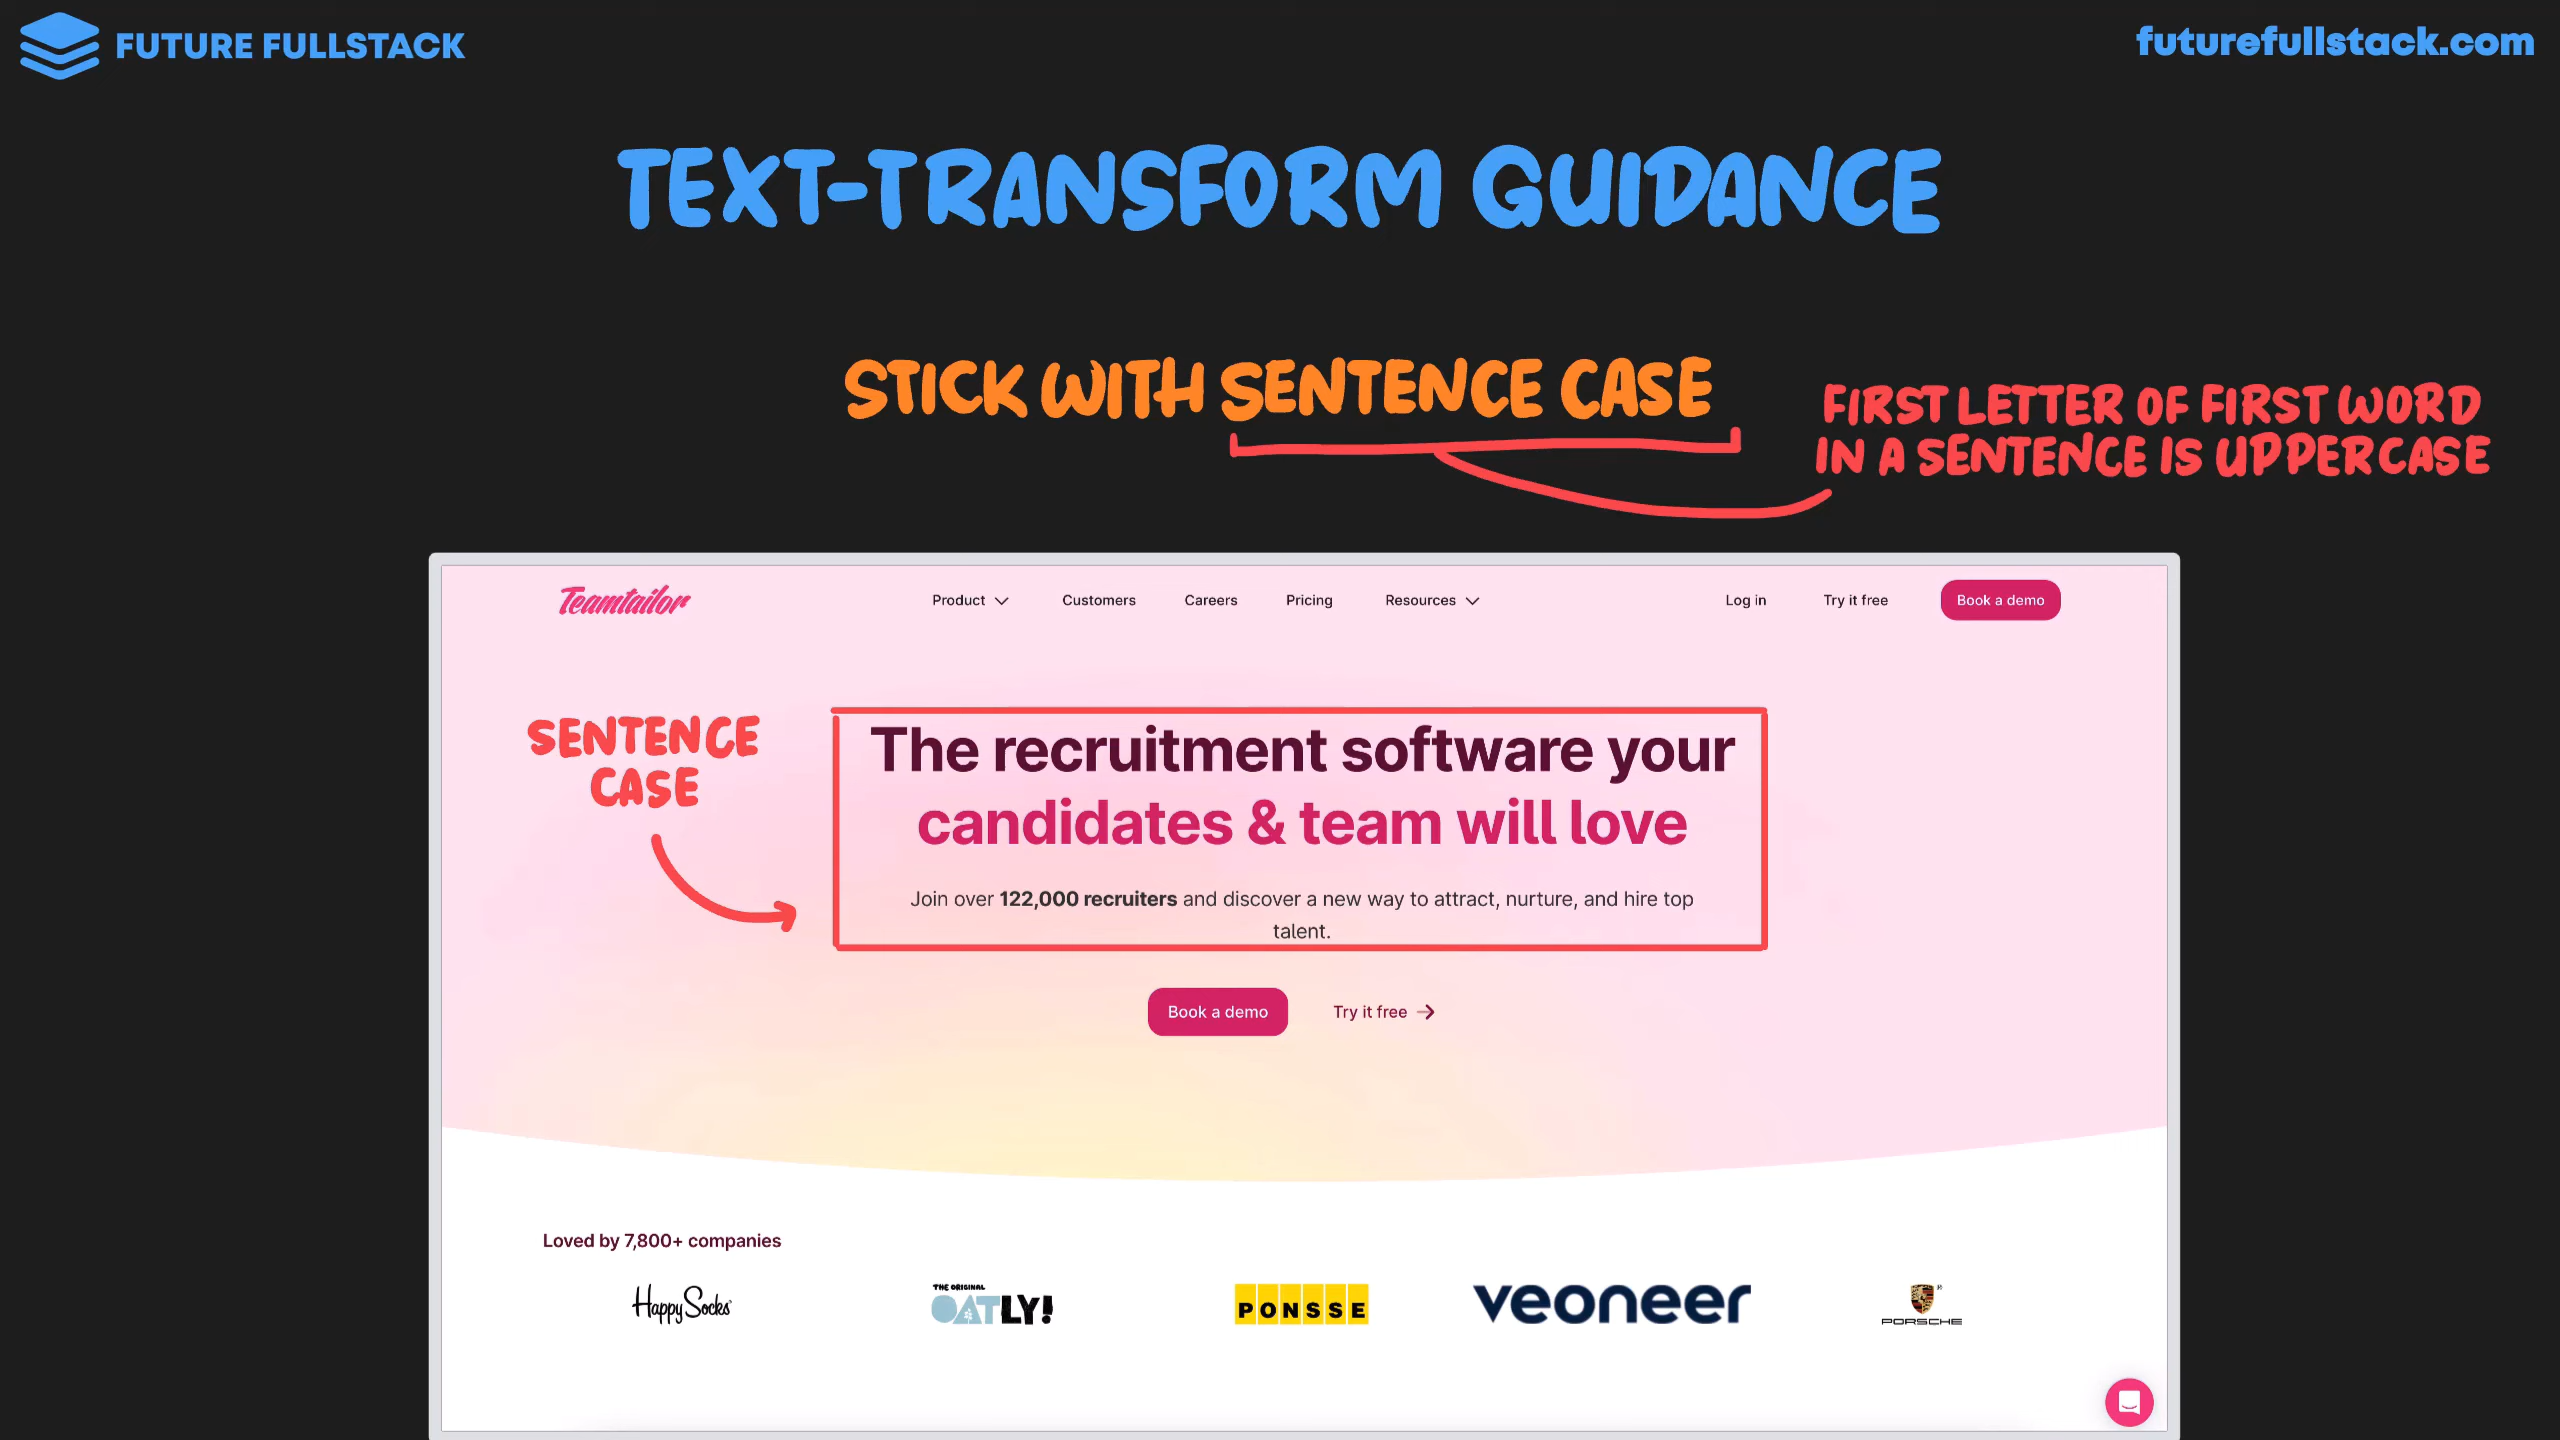 FUTURE FULLSTACK
futurefullstack.com
TEXT-TRANSFORM GUIDANCE
STICK WITH SENTENCE CASE
FIRST LETTER OF FIRST WORD
IN A SENTENCE IS UPPERCASE
Teamtailor
Product
Customers
Careers
Pricing
Resources
Log in
Try it free
Book a demo
SENTENCE
CASE
The recruitment software your
candidates & team will love
Join over 122,000 recruiters and discover a new way to attract, nurture, and hire top
talent.
Book a demo
Try it free
Loved by 7,800+ companies
Happy Socks
THE ORIGINAL
OATLY!
PONSSE
veoneer
PORSCHE